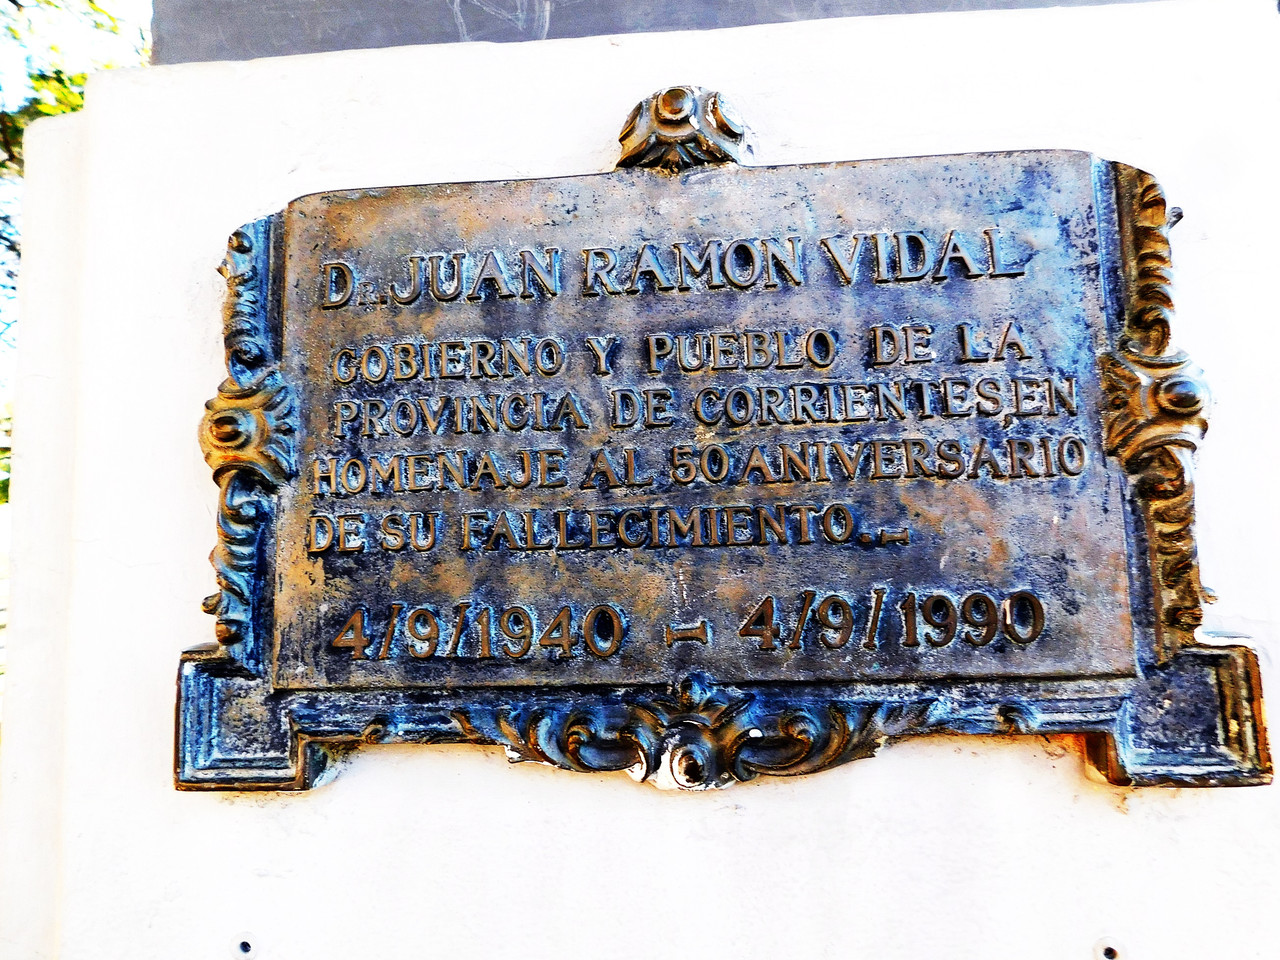 Dr. JUAN RAMON VIDAL
GOBIERNO Y PUEBLO DE LA
PROVINCIA DE CORRIENTES, EN
HOMENAJE AL 50 ANIVERSARIO
DE SU FALLECIMIENTO.._
4/9/1940 - 4/9/1990